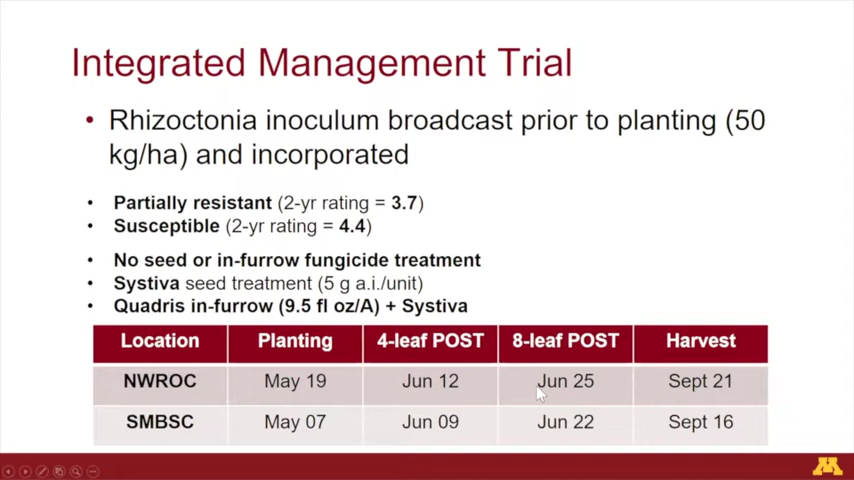 Integrated Management Trial
• Rhizoctonia inoculum broadcast prior to planting (50
kg/ha) and incorporated
• Partially resistant (2-yr rating = 3.7)
• Susceptible (2-yr rating = 4.4)
• No seed or in-furrow fungicide treatment
• Systiva seed treatment (5 g a.i./unit)
• Quadris in-furrow (9.5 fl oz/A) + Systiva
Location Planting 4-leaf POST 8-leaf POST Harvest
NWROC May 19 Jun 12 Jun 25 Sept 21
SMBSC May 07 Jun 09 Jun 22 Sept 16
M